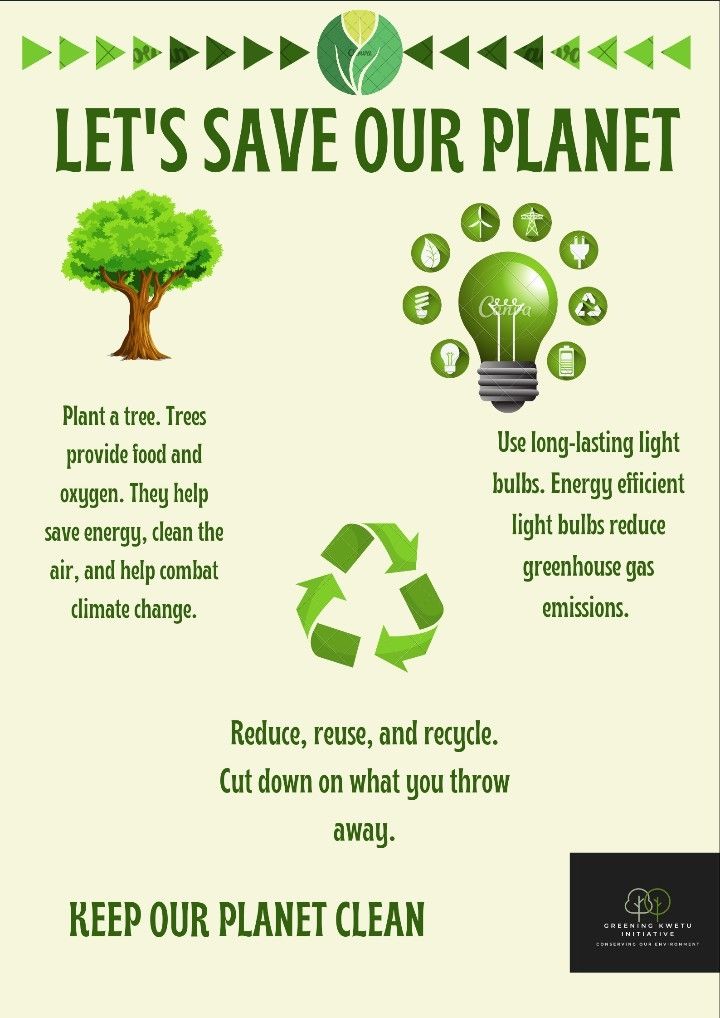 LET'S SAVE OUR PLANET
Canva
Plant a tree. Trees
provide food and
oxygen. They help
save energy, clean the
air, and help combat
climate change.
Use long-lasting light
bulbs. Energy efficient
light bulbs reduce
greenhouse gas
emissions.
Reduce, reuse, and recycle.
Cut down on what you throw
away.
KEEP OUR PLANET CLEAN
GREENING KWETU
INITIATIVE
CONSERVING OUR ENVIRONMENT